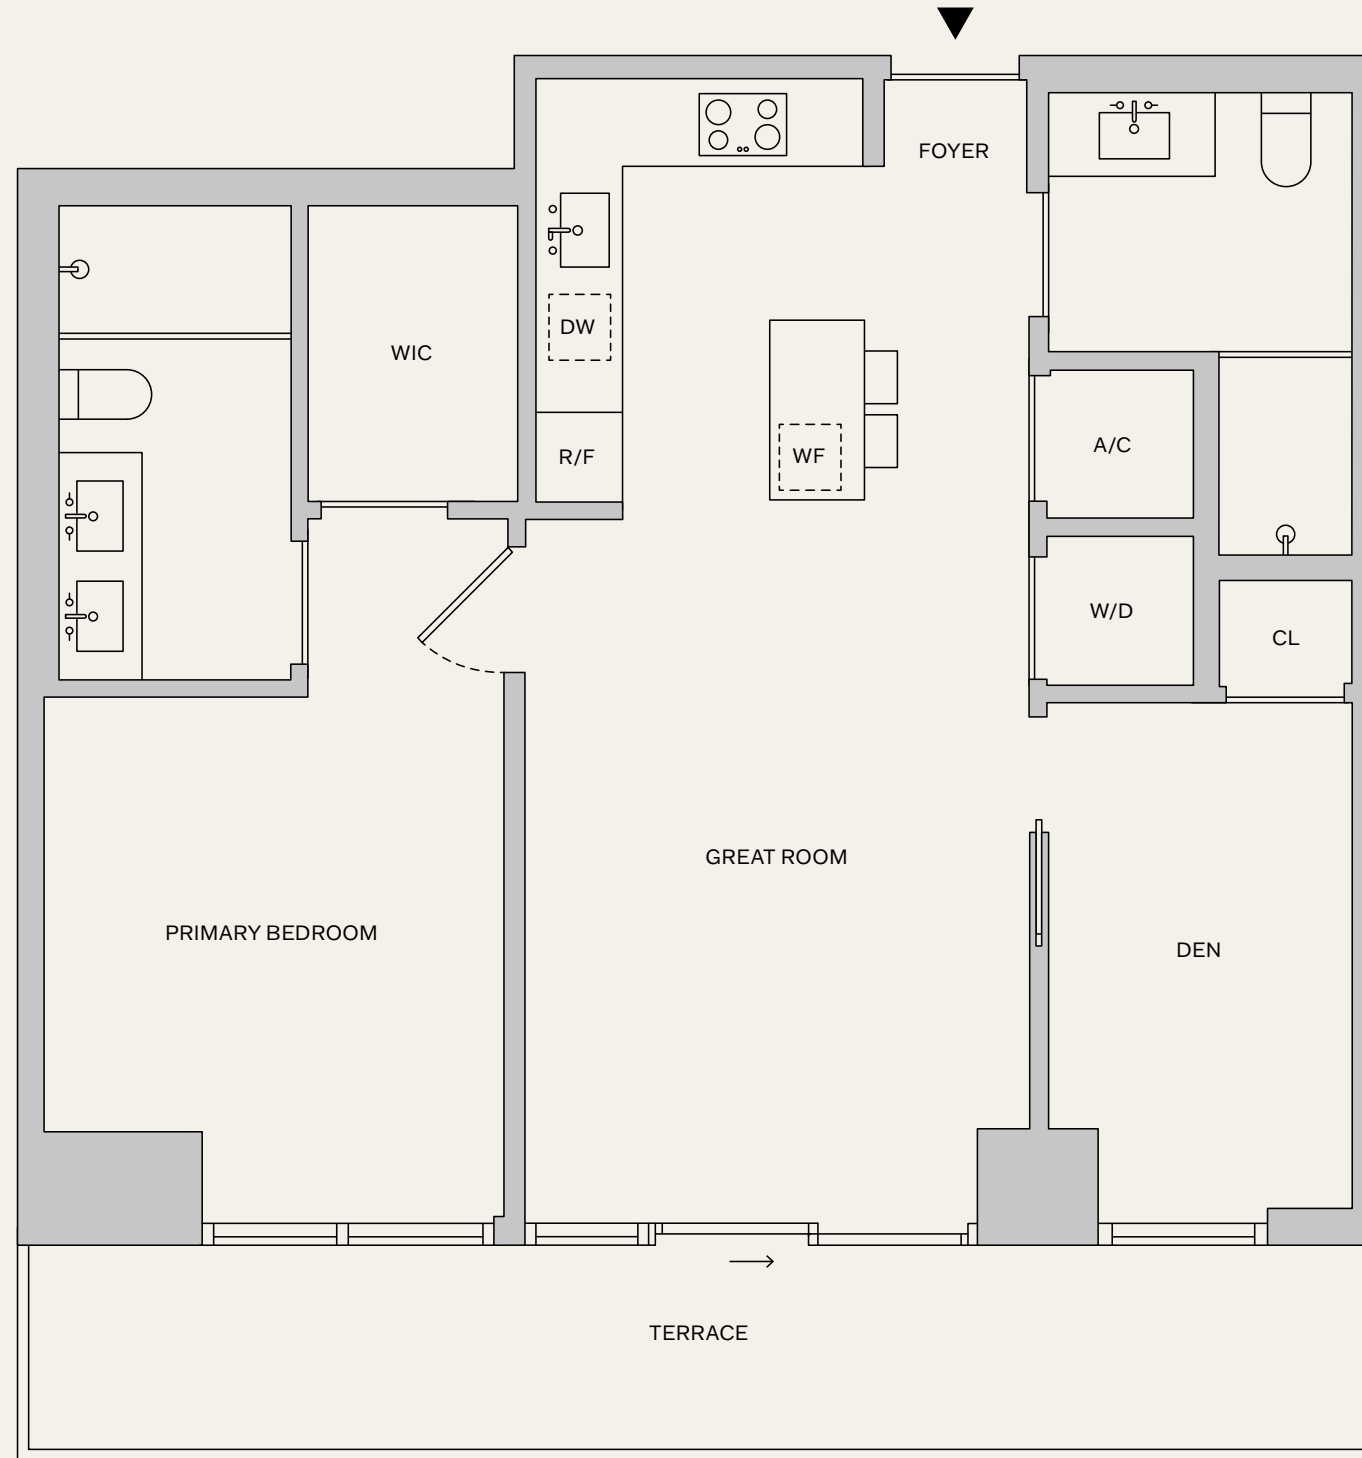 FOYER
DW
WIC
A/C
R/F
WF
W/D
CL
GREAT ROOM
PRIMARY BEDROOM
DEN
TERRACE